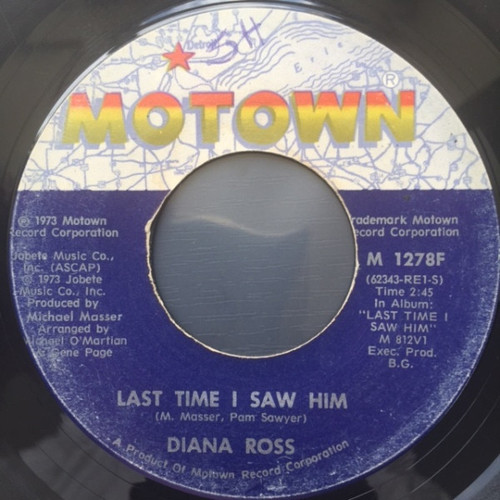 Detroit
SH
Erie
MOTOWN®
℗ 1973 Motown
Record Corporation
Jobete Music Co.,
Inc. (ASCAP)
© 1973 Jobete
Music Co., Inc.
Produced by
Michael Masser
Arranged by
Michael O'Martian
& Gene Page
Trademark Motown
Record Corporation
M 1278F
(62343-RE1-S)
Time 2:45
In Album:
"LAST TIME I
SAW HIM"
M 812V1
Exec. Prod.
B.G.
LAST TIME I SAW HIM
(M. Masser, Pam Sawyer)
DIANA ROSS
A Product Of Motown Record Corporation